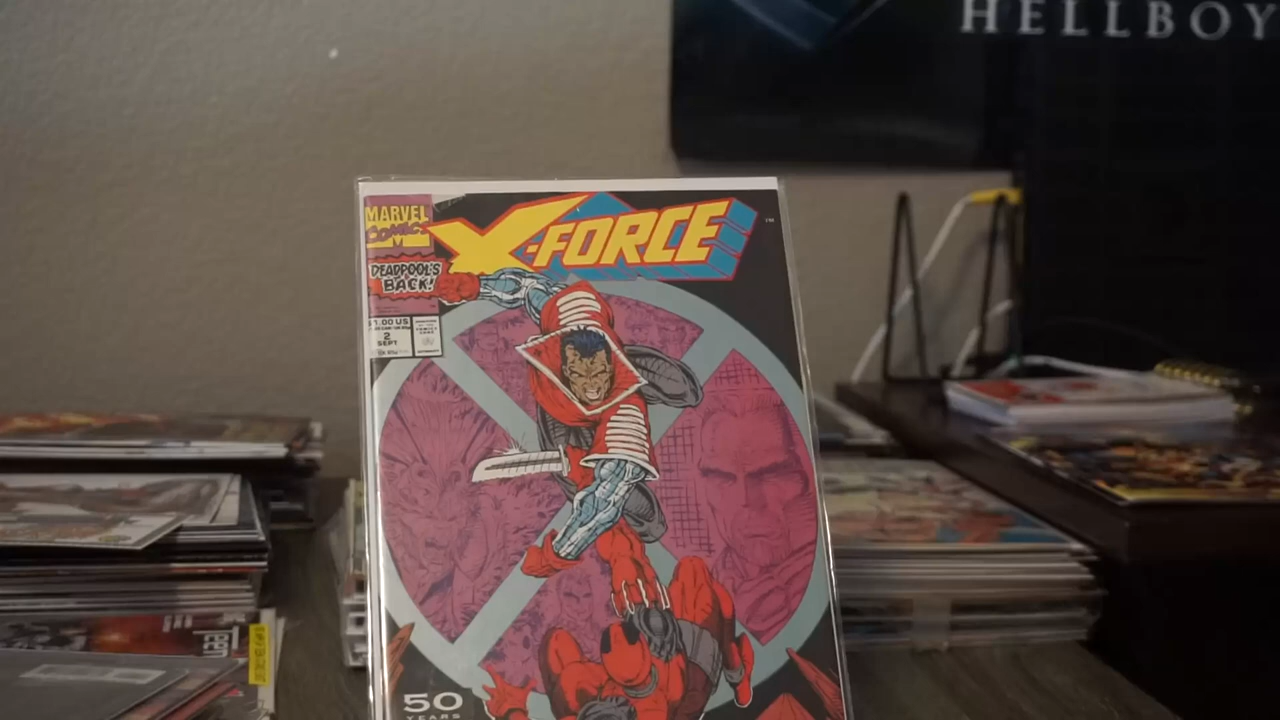 HELLBOY
MARVEL
COMICS
X-FORCE
DEADPOOL'S
BACK!
$1.00 US
2
SEPT
50
YEARS